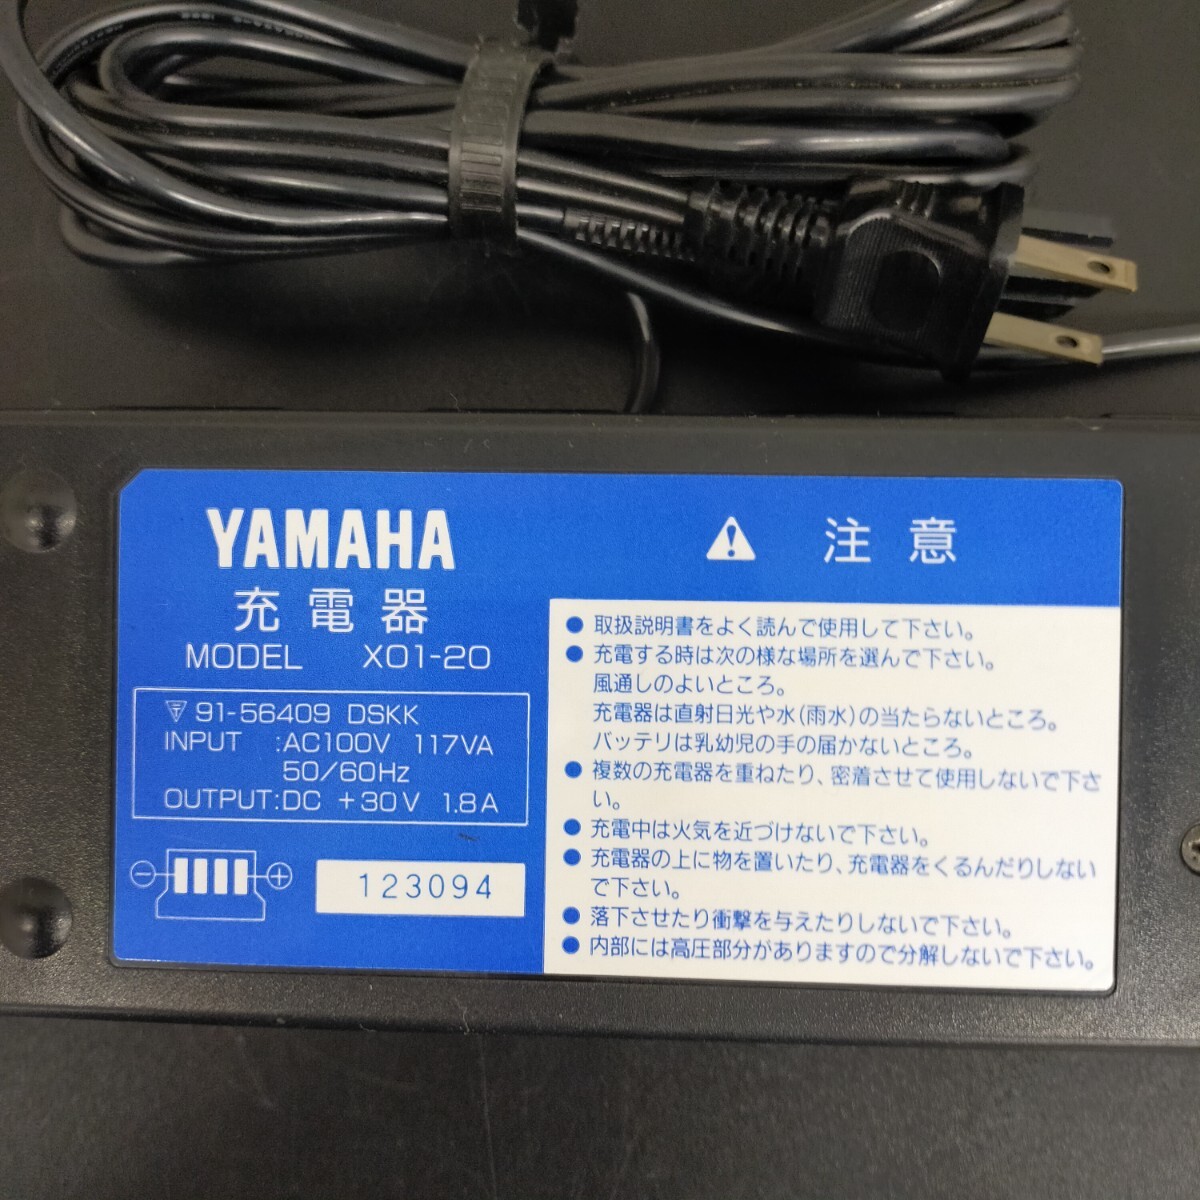 YAMAHA
充電器
MODEL X01-20
91-56409 DSKK
INPUT :AC100V 117VA
50/60Hz
OUTPUT:DC +30V 1.8A
⊖ ⊕
123094
⚠ 注意
● 取扱説明書をよく読んで使用して下さい。
● 充電する時は次の様な場所を選んで下さい。
風通しのよいところ。
充電器は直射日光や水(雨水)の当たらないところ。
バッテリは乳幼児の手の届かないところ。
● 複数の充電器を重ねたり、密着させて使用しないで下さ
い。
● 充電中は火気を近づけないで下さい。
● 充電器の上に物を置いたり、充電器をくるんだりしない
で下さい。
● 落下させたり衝撃を与えたりしないで下さい。
● 内部には高圧部分がありますので分解しないで下さい。